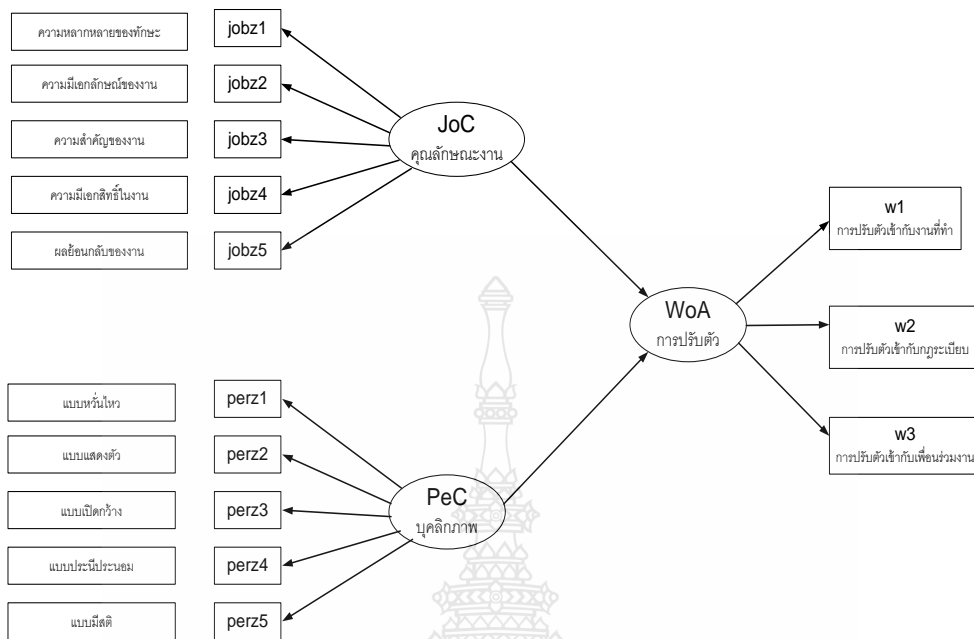 ความหลากหลายของทักษะ
jobz1
ความมีเอกลักษณ์ของงาน
jobz2
ความสำคัญของงาน
jobz3
ความมีเอกสิทธิ์ในงาน
jobz4
ผลย้อนกลับของงาน
jobz5
JoC
คุณลักษณะงาน
แบบหวั่นไหว
perz1
แบบแสดงตัว
perz2
แบบเปิดกว้าง
perz3
แบบประนีประนอม
perz4
แบบมีสติ
perz5
PeC
บุคลิกภาพ
WoA
การปรับตัว
w1
การปรับตัวเข้ากับงานที่ทำ
w2
การปรับตัวเข้ากับกฎระเบียบ
w3
การปรับตัวเข้ากับเพื่อนร่วมงาน